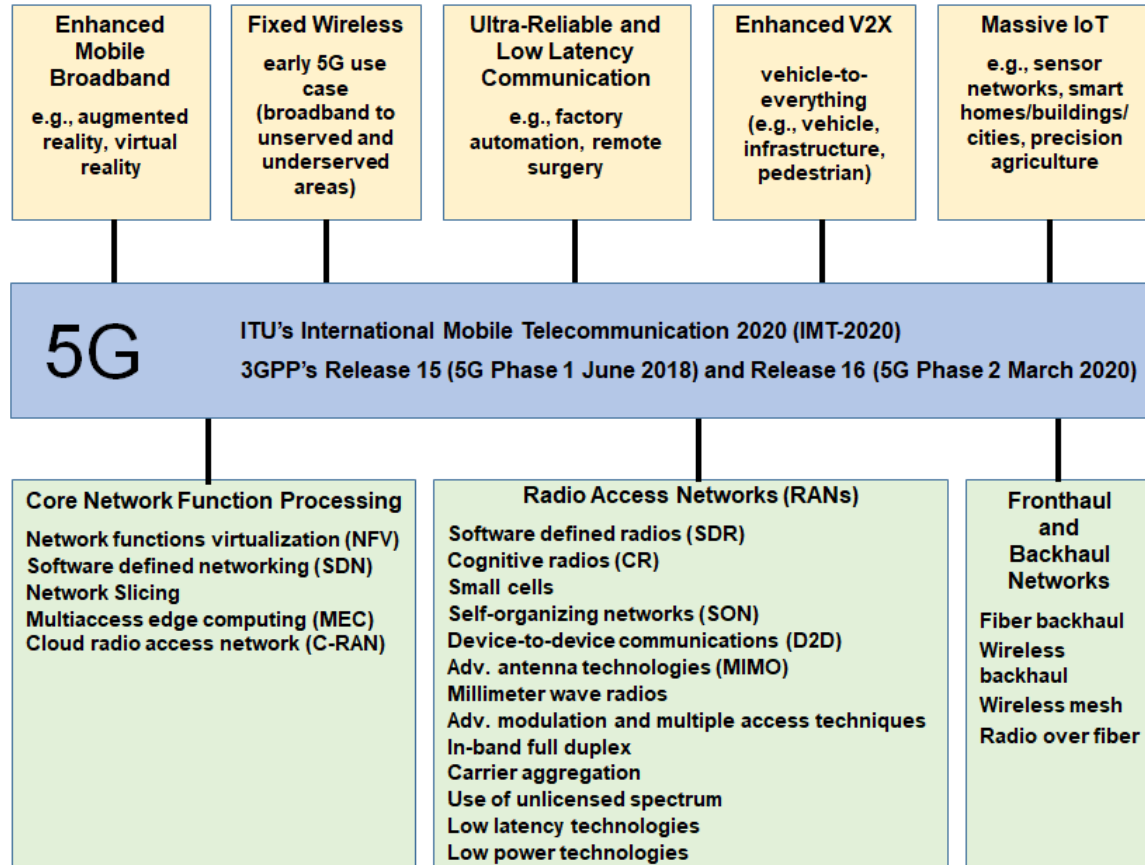 Enhanced
Mobile
Broadband
e.g., augmented
reality, virtual
reality
Fixed Wireless
early 5G use
case
(broadband to
unserved and
underserved
areas)
Ultra-Reliable and
Low Latency
Communication
e.g., factory
automation, remote
surgery
Enhanced V2X
vehicle-to-
everything
(e.g., vehicle,
infrastructure,
pedestrian)
Massive IoT
e.g., sensor
networks, smart
homes/buildings/
cities, precision
agriculture
5G
ITU's International Mobile Telecommunication 2020 (IMT-2020)
3GPP's Release 15 (5G Phase 1 June 2018) and Release 16 (5G Phase 2 March 2020)
Core Network Function Processing
Network functions virtualization (NFV)
Software defined networking (SDN)
Network Slicing
Multiaccess edge computing (MEC)
Cloud radio access network (C-RAN)
Radio Access Networks (RANs)
Software defined radios (SDR)
Cognitive radios (CR)
Small cells
Self-organizing networks (SON)
Device-to-device communications (D2D)
Adv. antenna technologies (MIMO)
Millimeter wave radios
Adv. modulation and multiple access techniques
In-band full duplex
Carrier aggregation
Use of unlicensed spectrum
Low latency technologies
Low power technologies
Fronthaul
and
Backhaul
Networks
Fiber backhaul
Wireless
backhaul
Wireless mesh
Radio over fiber